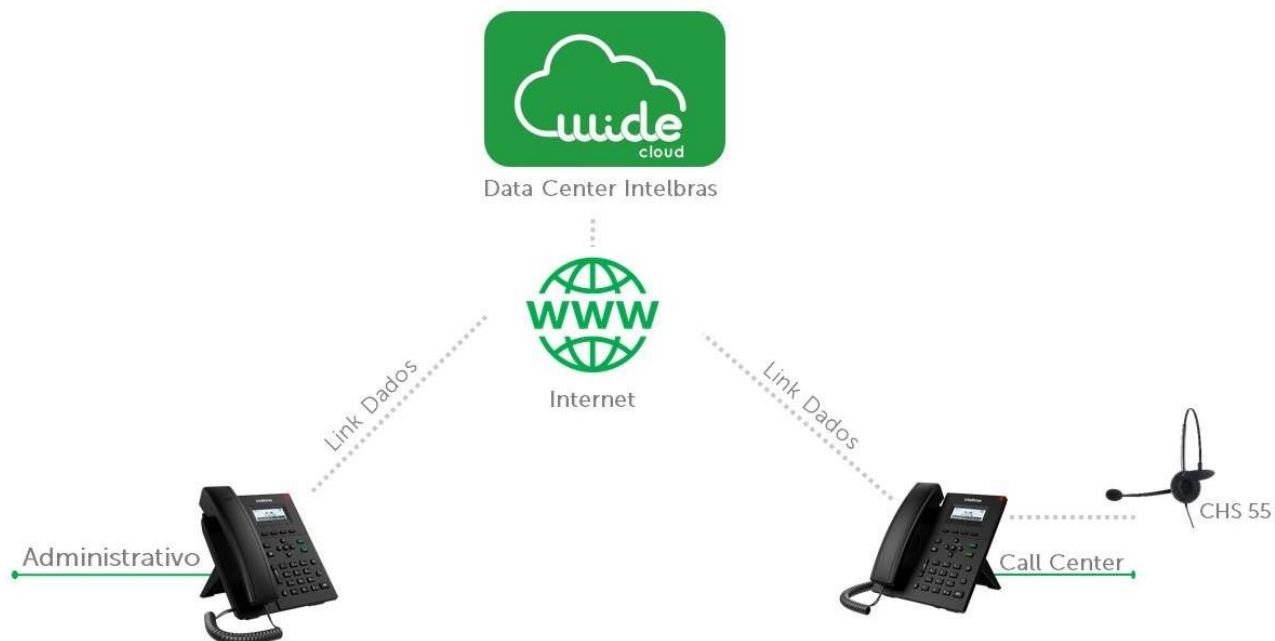 wide
cloud
Data Center Intelbras
WWW
Internet
Link Dados
Link Dados
CHS 55
Administrativo
Call Center